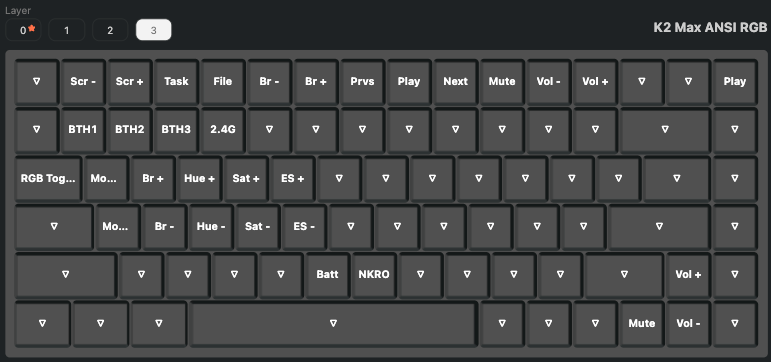 Layer
0 1 2 3
K2 Max ANSI RGB
▽ Scr - Scr + Task File Br - Br + Prvs Play Next Mute Vol - Vol + ▽ ▽ Play
▽ BTH1 BTH2 BTH3 2.4G ▽ ▽ ▽ ▽ ▽ ▽ ▽ ▽ ▽ ▽
RGB Tog... Mo... Br + Hue + Sat + ES + ▽ ▽ ▽ ▽ ▽ ▽ ▽ ▽ ▽
▽ Mo... Br - Hue - Sat - ES - ▽ ▽ ▽ ▽ ▽ ▽ ▽ ▽
▽ ▽ ▽ ▽ ▽ Batt NKRO ▽ ▽ ▽ ▽ ▽ Vol + ▽
▽ ▽ ▽ ▽ ▽ ▽ ▽ Mute Vol - ▽